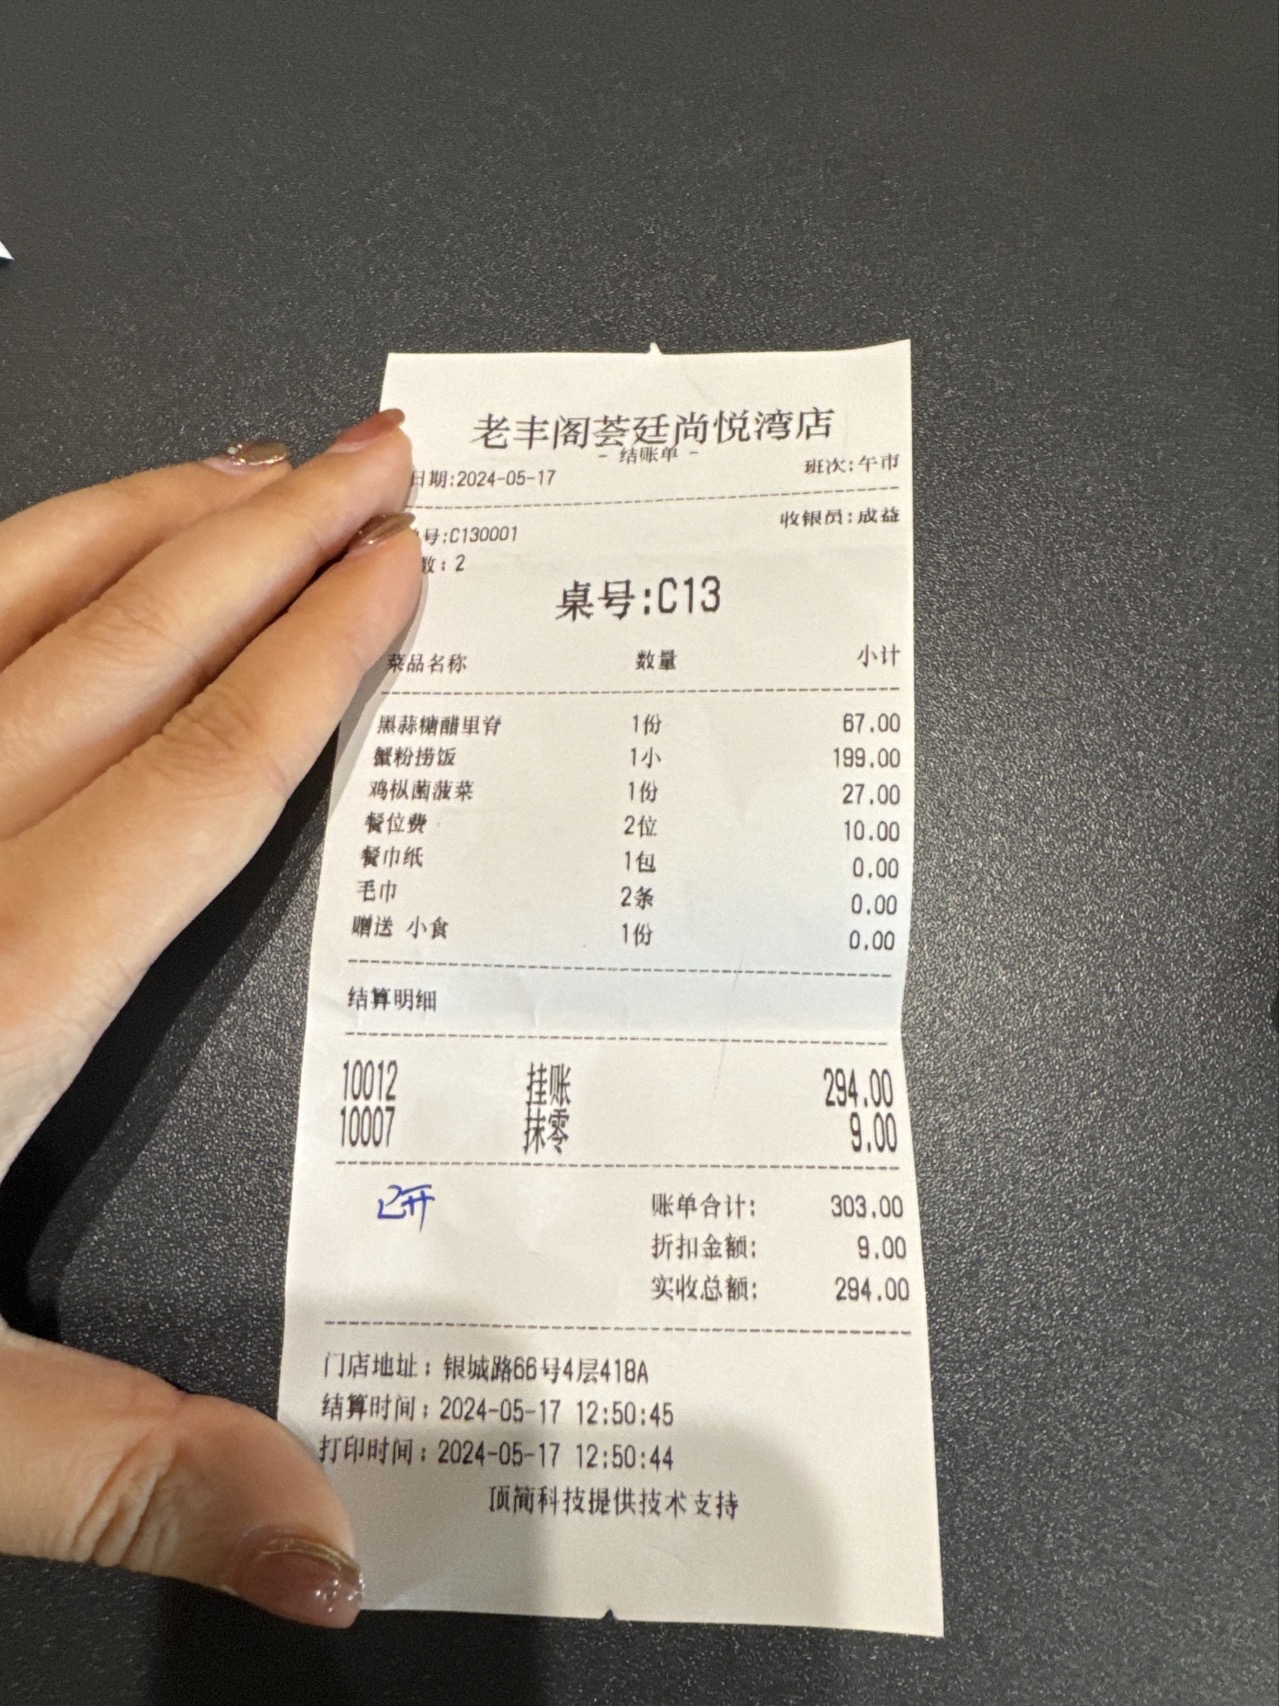 老丰阁荟廷尚悦湾店
- 结账单 -
日期:2024-05-17 班次:午市
号:C130001 收银员:成益
数: 2
桌号:C13
菜品名称 数量 小计
黑蒜糖醋里脊 1份 67.00
蟹粉捞饭 1小 199.00
鸡枞菌菠菜 1份 27.00
餐位费 2位 10.00
餐巾纸 1包 0.00
毛巾 2条 0.00
赠送 小食 1份 0.00
结算明细
10012 挂账 294.00
10007 抹零 9.00
已开
账单合计: 303.00
折扣金额: 9.00
实收总额: 294.00
门店地址: 银城路66号4层418A
结算时间: 2024-05-17 12:50:45
打印时间: 2024-05-17 12:50:44
顶简科技提供技术支持